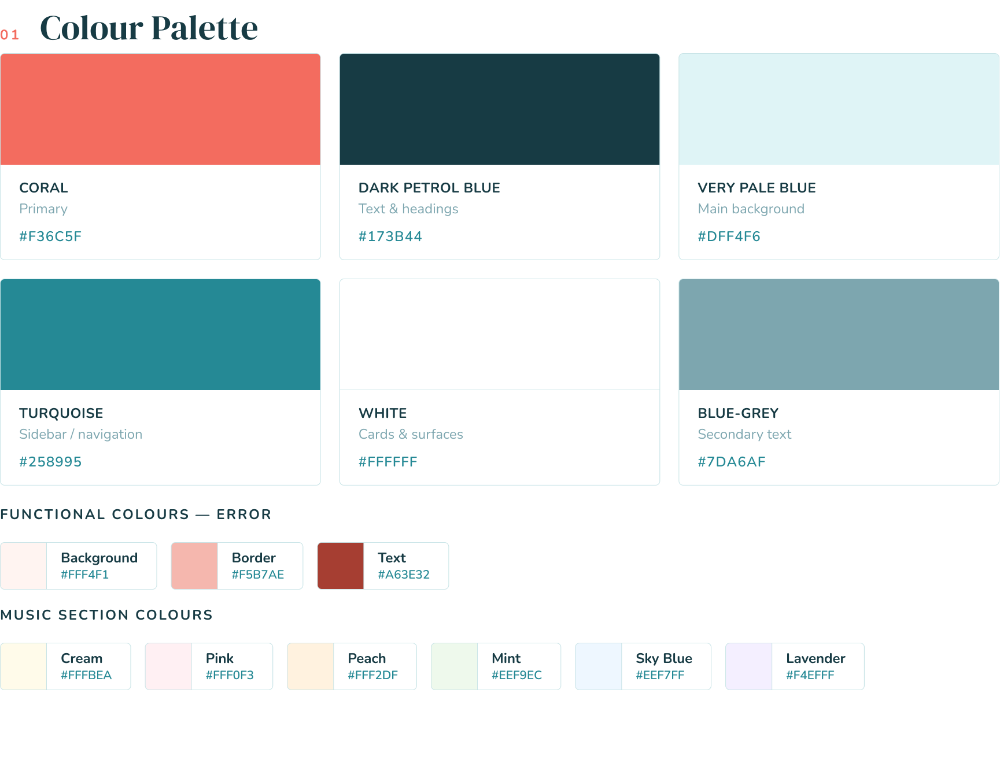 01 Colour Palette
CORAL
Primary
#F36C5F
DARK PETROL BLUE
Text & headings
#173B44
VERY PALE BLUE
Main background
#DFF4F6
TURQUOISE
Sidebar / navigation
#258995
WHITE
Cards & surfaces
#FFFFFF
BLUE-GREY
Secondary text
#7DA6AF
FUNCTIONAL COLOURS — ERROR
Background
#FFF4F1
Border
#F5B7AE
Text
#A63E32
MUSIC SECTION COLOURS
Cream
#FFFBEA
Pink
#FFF0F3
Peach
#FFF2DF
Mint
#EEF9EC
Sky Blue
#EEF7FF
Lavender
#F4EFFF